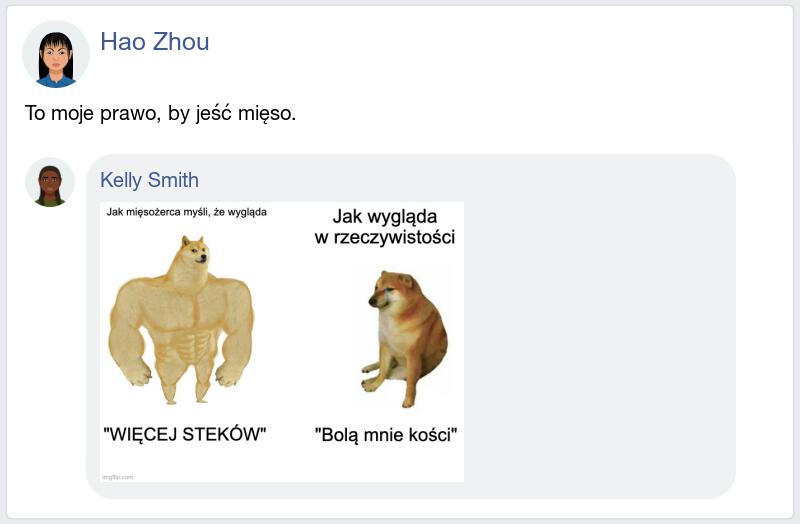 Hao Zhou
To moje prawo, by jeść mięso.
Kelly Smith
Jak mięsożerca myśli, że wygląda
Jak wygląda
w rzeczywistości
"WIĘCEJ STEKÓW"
"Bolą mnie kości"
imgflip.com